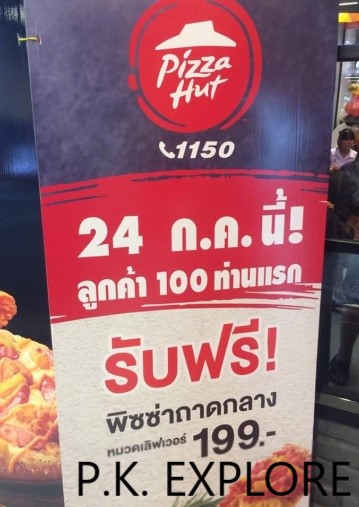 Pizza
Hut
1150
24 ก.ค. นี้!
ลูกค้า 100 ท่านแรก
รับฟรี!
พิซซ่าถาดกลาง
หมวดเลิฟเวอร์ 199.-
P.K. EXPLORE